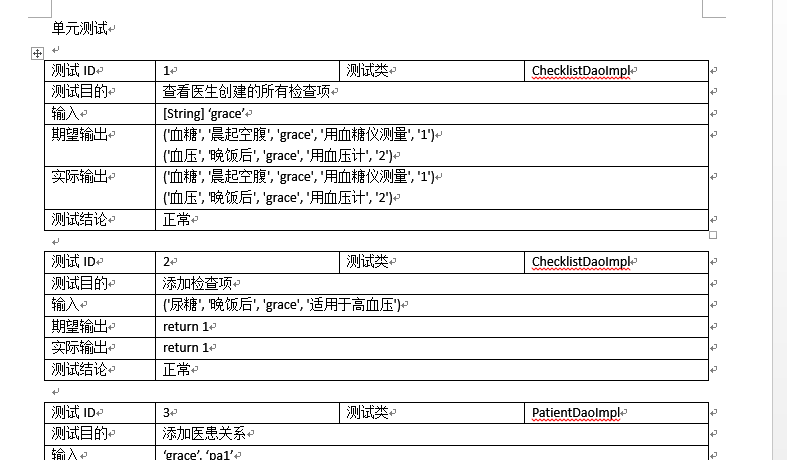 单元测试
测试 ID 1 测试类 ChecklistDaoImpl
测试目的 查看医生创建的所有检查项
输入 [String] ‘grace’
期望输出 ('血糖', '晨起空腹', 'grace', '用血糖仪测量', '1')
('血压', '晚饭后', 'grace', '用血压计', '2')
实际输出 ('血糖', '晨起空腹', 'grace', '用血糖仪测量', '1')
('血压', '晚饭后', 'grace', '用血压计', '2')
测试结论 正常
测试 ID 2 测试类 ChecklistDaoImpl
测试目的 添加检查项
输入 ('尿糖', '晚饭后', 'grace', '适用于高血压')
期望输出 return 1
实际输出 return 1
测试结论 正常
测试 ID 3 测试类 PatientDaoImpl
测试目的 添加医患关系
输入 ‘grace’, ‘pa1’